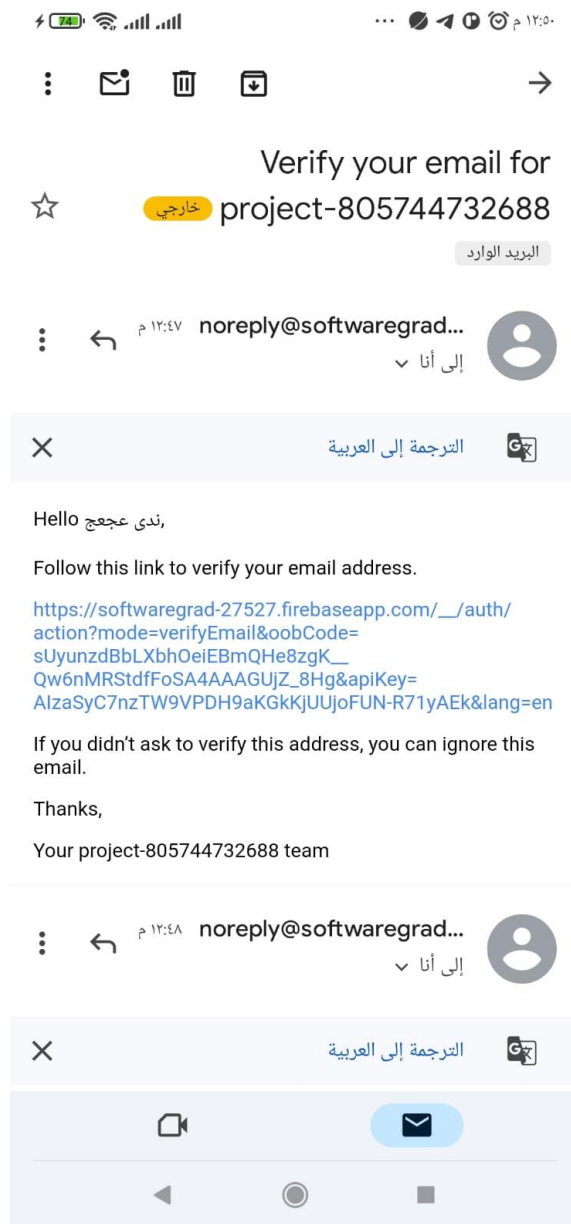 74
١٢:٥٠ م
Verify your email for
project-805744732688 خارجي
البريد الوارد
noreply@softwaregrad... ١٢:٤٧ م
إلى أنا
الترجمة إلى العربية
Hello ندى عجعج,
Follow this link to verify your email address.
https://softwaregrad-27527.firebaseapp.com/__/auth/
action?mode=verifyEmail&oobCode=
sUyunzdBbLXbhOeiEBmQHe8zgK__
Qw6nMRStdfFoSA4AAAGUjZ_8Hg&apiKey=
AIzaSyC7nzTW9VPDH9aKGkKjUUjoFUN-R71yAEk&lang=en
If you didn’t ask to verify this address, you can ignore this
email.
Thanks,
Your project-805744732688 team
noreply@softwaregrad... ١٢:٤٨ م
إلى أنا
الترجمة إلى العربية